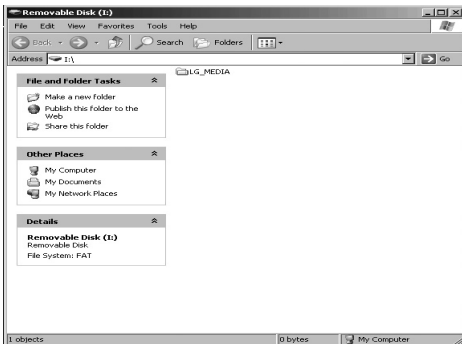 Removable Disk (I:)
File Edit View Favorites Tools Help
Back Search Folders
Address I:\ Go
File and Folder Tasks
Make a new folder
Publish this folder to the
Web
Share this folder
Other Places
My Computer
My Documents
My Network Places
Details
Removable Disk (I:)
Removable Disk
File System: FAT
LG_MEDIA
1 objects 0 bytes My Computer